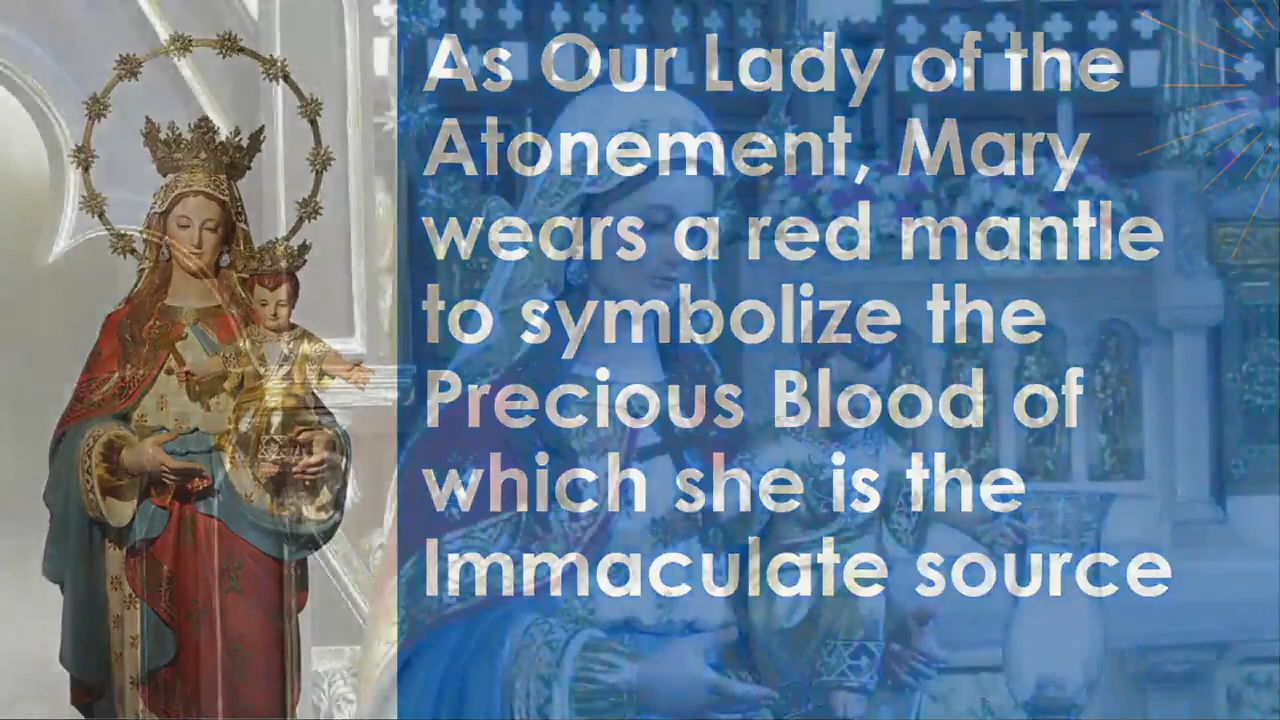 As Our Lady of the
Atonement, Mary
wears a red mantle
to symbolize the
Precious Blood of
which she is the
Immaculate source